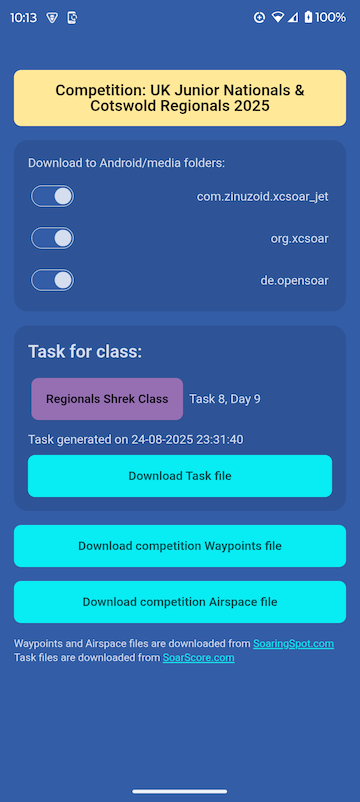 10:13
100%
Competition: UK Junior Nationals &
Cotswold Regionals 2025
Download to Android/media folders:
com.zinuzoid.xcsoar_jet
org.xcsoar
de.opensoar
Task for class:
Regionals Shrek Class Task 8, Day 9
Task generated on 24-08-2025 23:31:40
Download Task file
Download competition Waypoints file
Download competition Airspace file
Waypoints and Airspace files are downloaded from SoaringSpot.com
Task files are downloaded from SoarScore.com